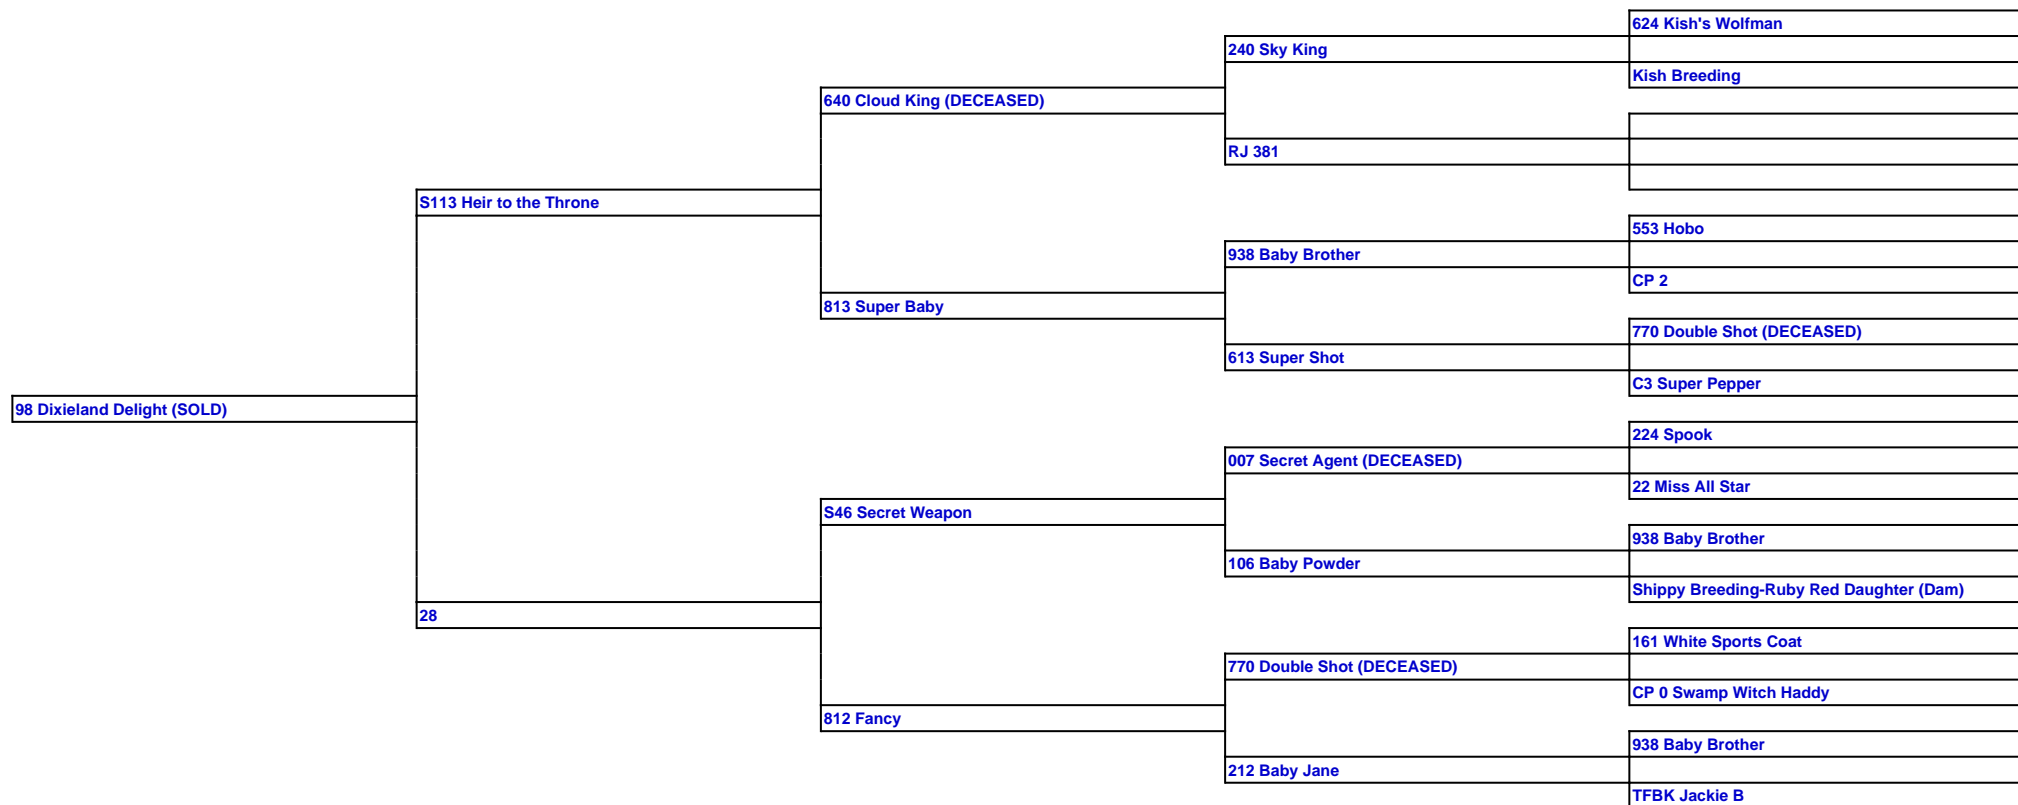 624 Kish's Wolfman
240 Sky King
Kish Breeding
640 Cloud King (DECEASED)
RJ 381
S113 Heir to the Throne
553 Hobo
938 Baby Brother
CP 2
813 Super Baby
770 Double Shot (DECEASED)
613 Super Shot
C3 Super Pepper
98 Dixieland Delight (SOLD)
224 Spook
007 Secret Agent (DECEASED)
22 Miss All Star
S46 Secret Weapon
938 Baby Brother
106 Baby Powder
Shippy Breeding-Ruby Red Daughter (Dam)
28
161 White Sports Coat
770 Double Shot (DECEASED)
CP 0 Swamp Witch Haddy
812 Fancy
938 Baby Brother
212 Baby Jane
TFBK Jackie B